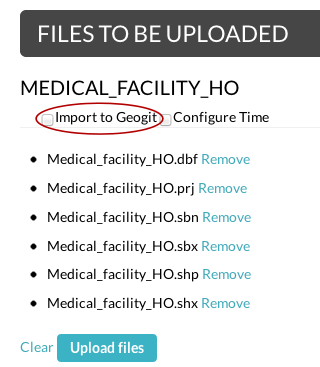 FILES TO BE UPLOADED
MEDICAL_FACILITY_HO
Import to Geogit Configure Time
Medical_facility_HO.dbf Remove
Medical_facility_HO.prj Remove
Medical_facility_HO.sbn Remove
Medical_facility_HO.sbx Remove
Medical_facility_HO.shp Remove
Medical_facility_HO.shx Remove
Clear Upload files